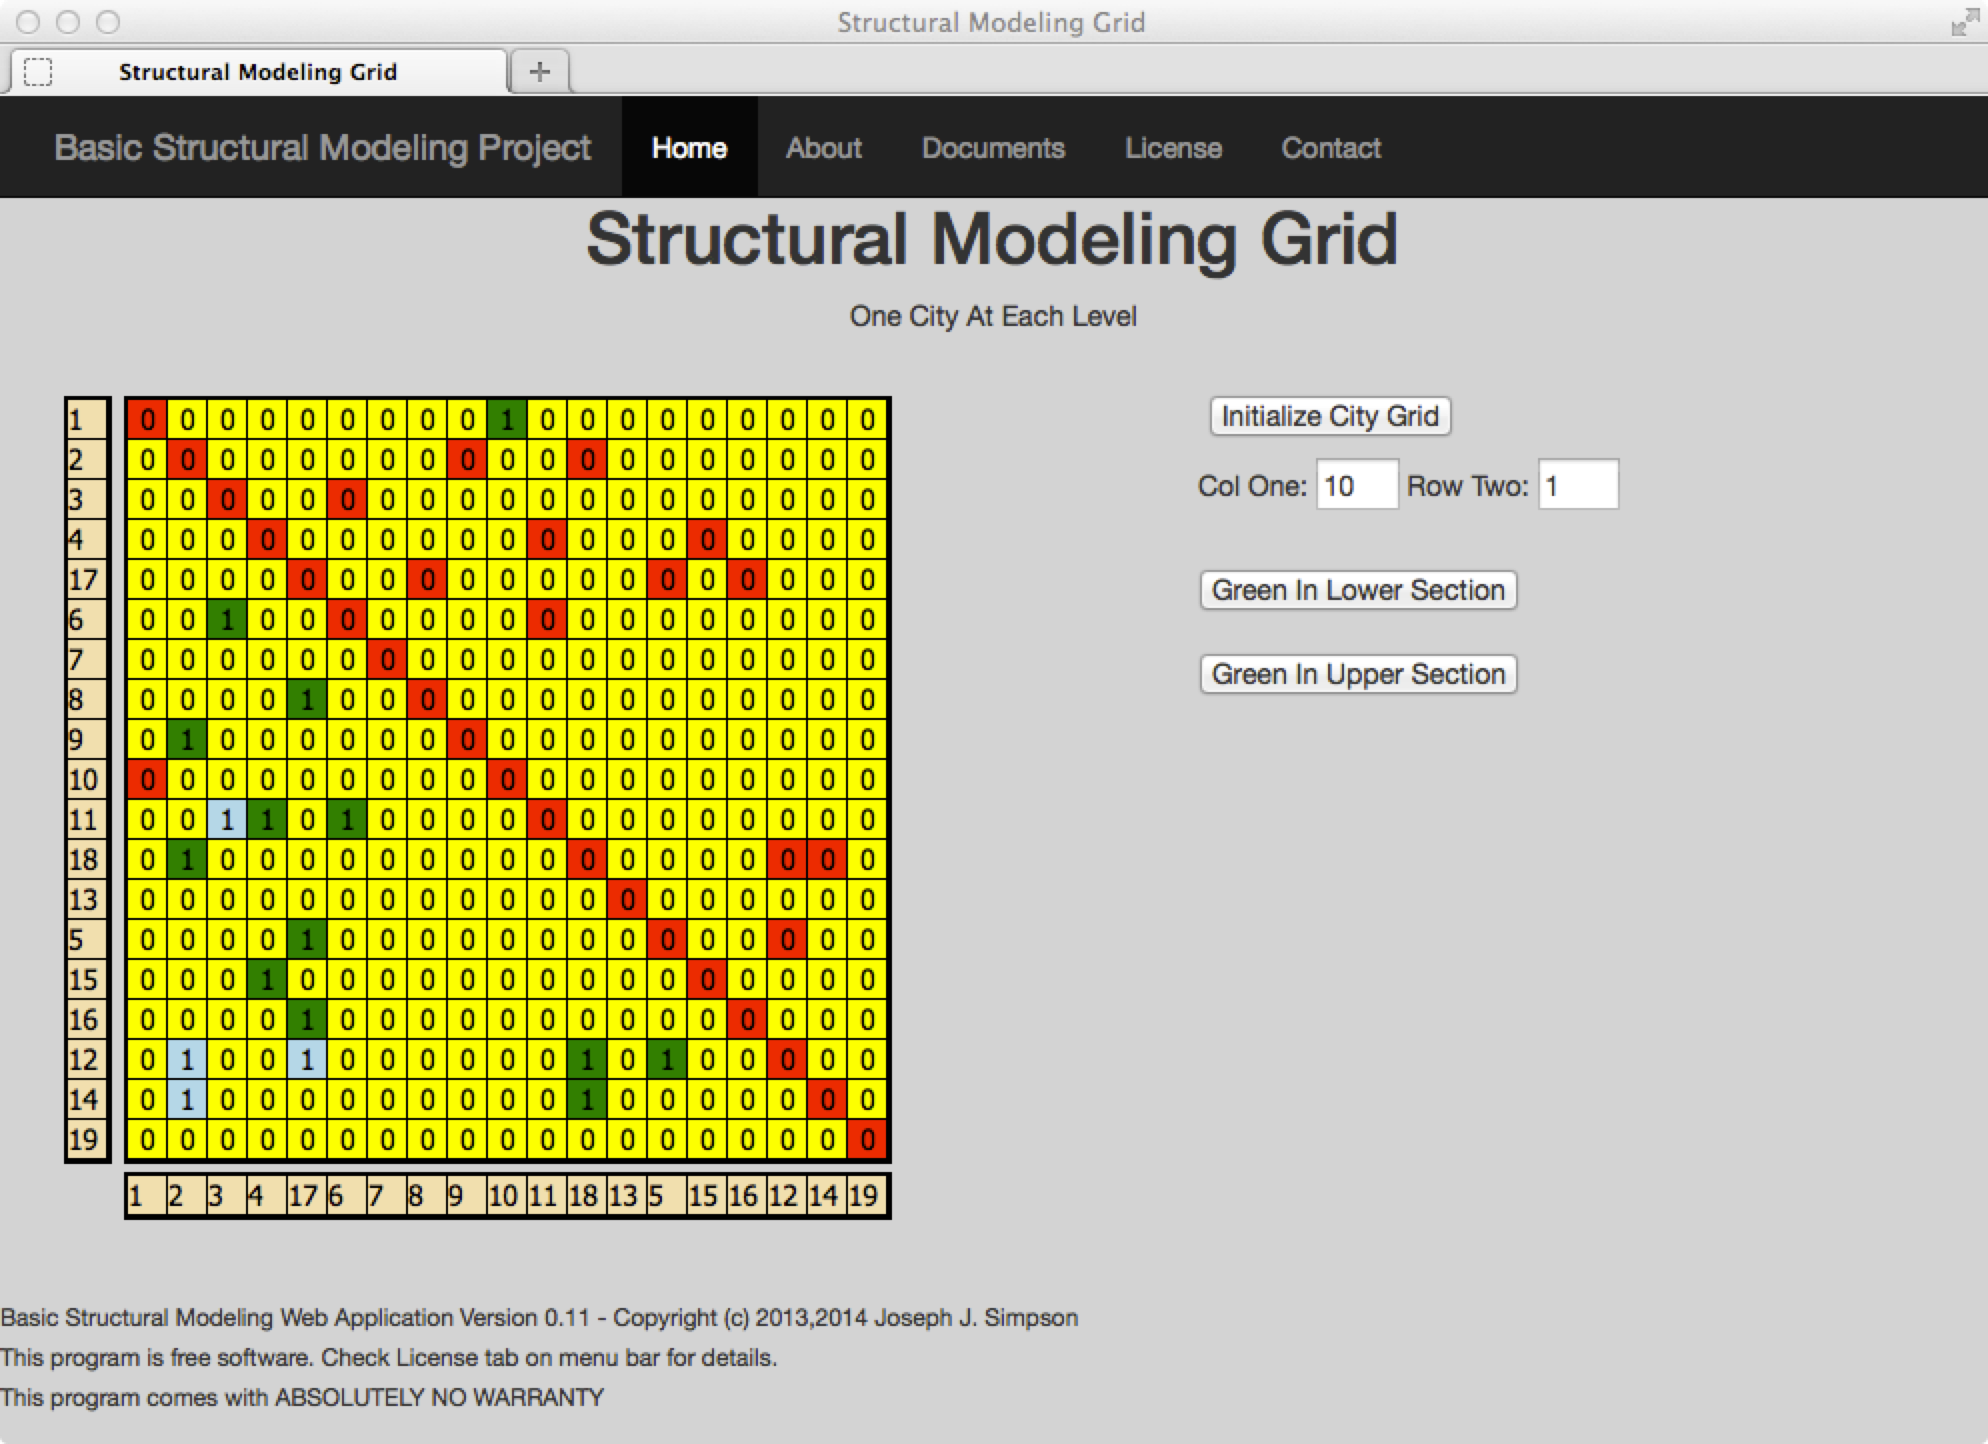 Structural Modeling Grid
Structural Modeling Grid
Basic Structural Modeling Project Home About Documents License Contact
Structural Modeling Grid
One City At Each Level
1 0 0 0 0 0 0 0 0 0 1 0 0 0 0 0 0 0 0 0 Initialize City Grid
2 0 0 0 0 0 0 0 0 0 0 0 0 0 0 0 0 0 0 0
Col One: 10 Row Two: 1
3 0 0 0 0 0 0 0 0 0 0 0 0 0 0 0 0 0 0 0
4 0 0 0 0 0 0 0 0 0 0 0 0 0 0 0 0 0 0 0
17 0 0 0 0 0 0 0 0 0 0 0 0 0 0 0 0 0 0 0 Green In Lower Section
6 0 0 1 0 0 0 0 0 0 0 0 0 0 0 0 0 0 0 0
7 0 0 0 0 0 0 0 0 0 0 0 0 0 0 0 0 0 0 0 Green In Upper Section
8 0 0 0 0 1 0 0 0 0 0 0 0 0 0 0 0 0 0 0
9 0 1 0 0 0 0 0 0 0 0 0 0 0 0 0 0 0 0 0
10 0 0 0 0 0 0 0 0 0 0 0 0 0 0 0 0 0 0 0
11 0 0 1 1 0 1 0 0 0 0 0 0 0 0 0 0 0 0 0
18 0 1 0 0 0 0 0 0 0 0 0 0 0 0 0 0 0 0 0
13 0 0 0 0 0 0 0 0 0 0 0 0 0 0 0 0 0 0 0
5 0 0 0 0 1 0 0 0 0 0 0 0 0 0 0 0 0 0 0
15 0 0 0 1 0 0 0 0 0 0 0 0 0 0 0 0 0 0 0
16 0 0 0 0 1 0 0 0 0 0 0 0 0 0 0 0 0 0 0
12 0 1 0 0 1 0 0 0 0 0 0 1 0 1 0 0 0 0 0
14 0 1 0 0 0 0 0 0 0 0 0 1 0 0 0 0 0 0 0
19 0 0 0 0 0 0 0 0 0 0 0 0 0 0 0 0 0 0 0
1 2 3 4 17 6 7 8 9 10 11 18 13 5 15 16 12 14 19
Basic Structural Modeling Web Application Version 0.11 - Copyright (c) 2013,2014 Joseph J. Simpson
This program is free software. Check License tab on menu bar for details.
This program comes with ABSOLUTELY NO WARRANTY